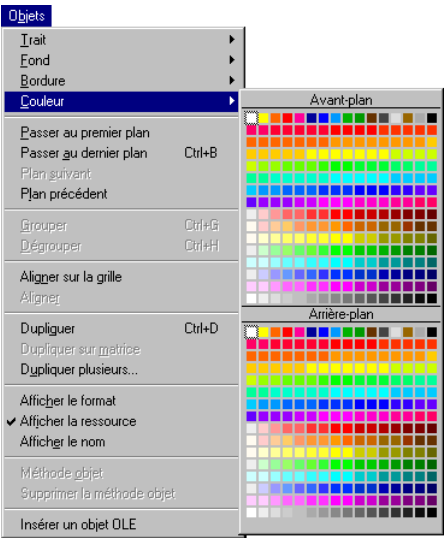 Objets
Trait
Fond
Bordure
Couleur
Avant-plan
Passer au premier plan
Passer au dernier plan Ctrl+B
Plan suivant
Plan précédent
Grouper Ctrl+G
Dégrouper Ctrl+H
Aligner sur la grille
Aligner
Arrière-plan
Dupliquer Ctrl+D
Dupliquer sur matrice
Dupliquer plusieurs...
Afficher le format
Afficher la ressource
Afficher le nom
Méthode objet
Supprimer la méthode objet
Insérer un objet OLE